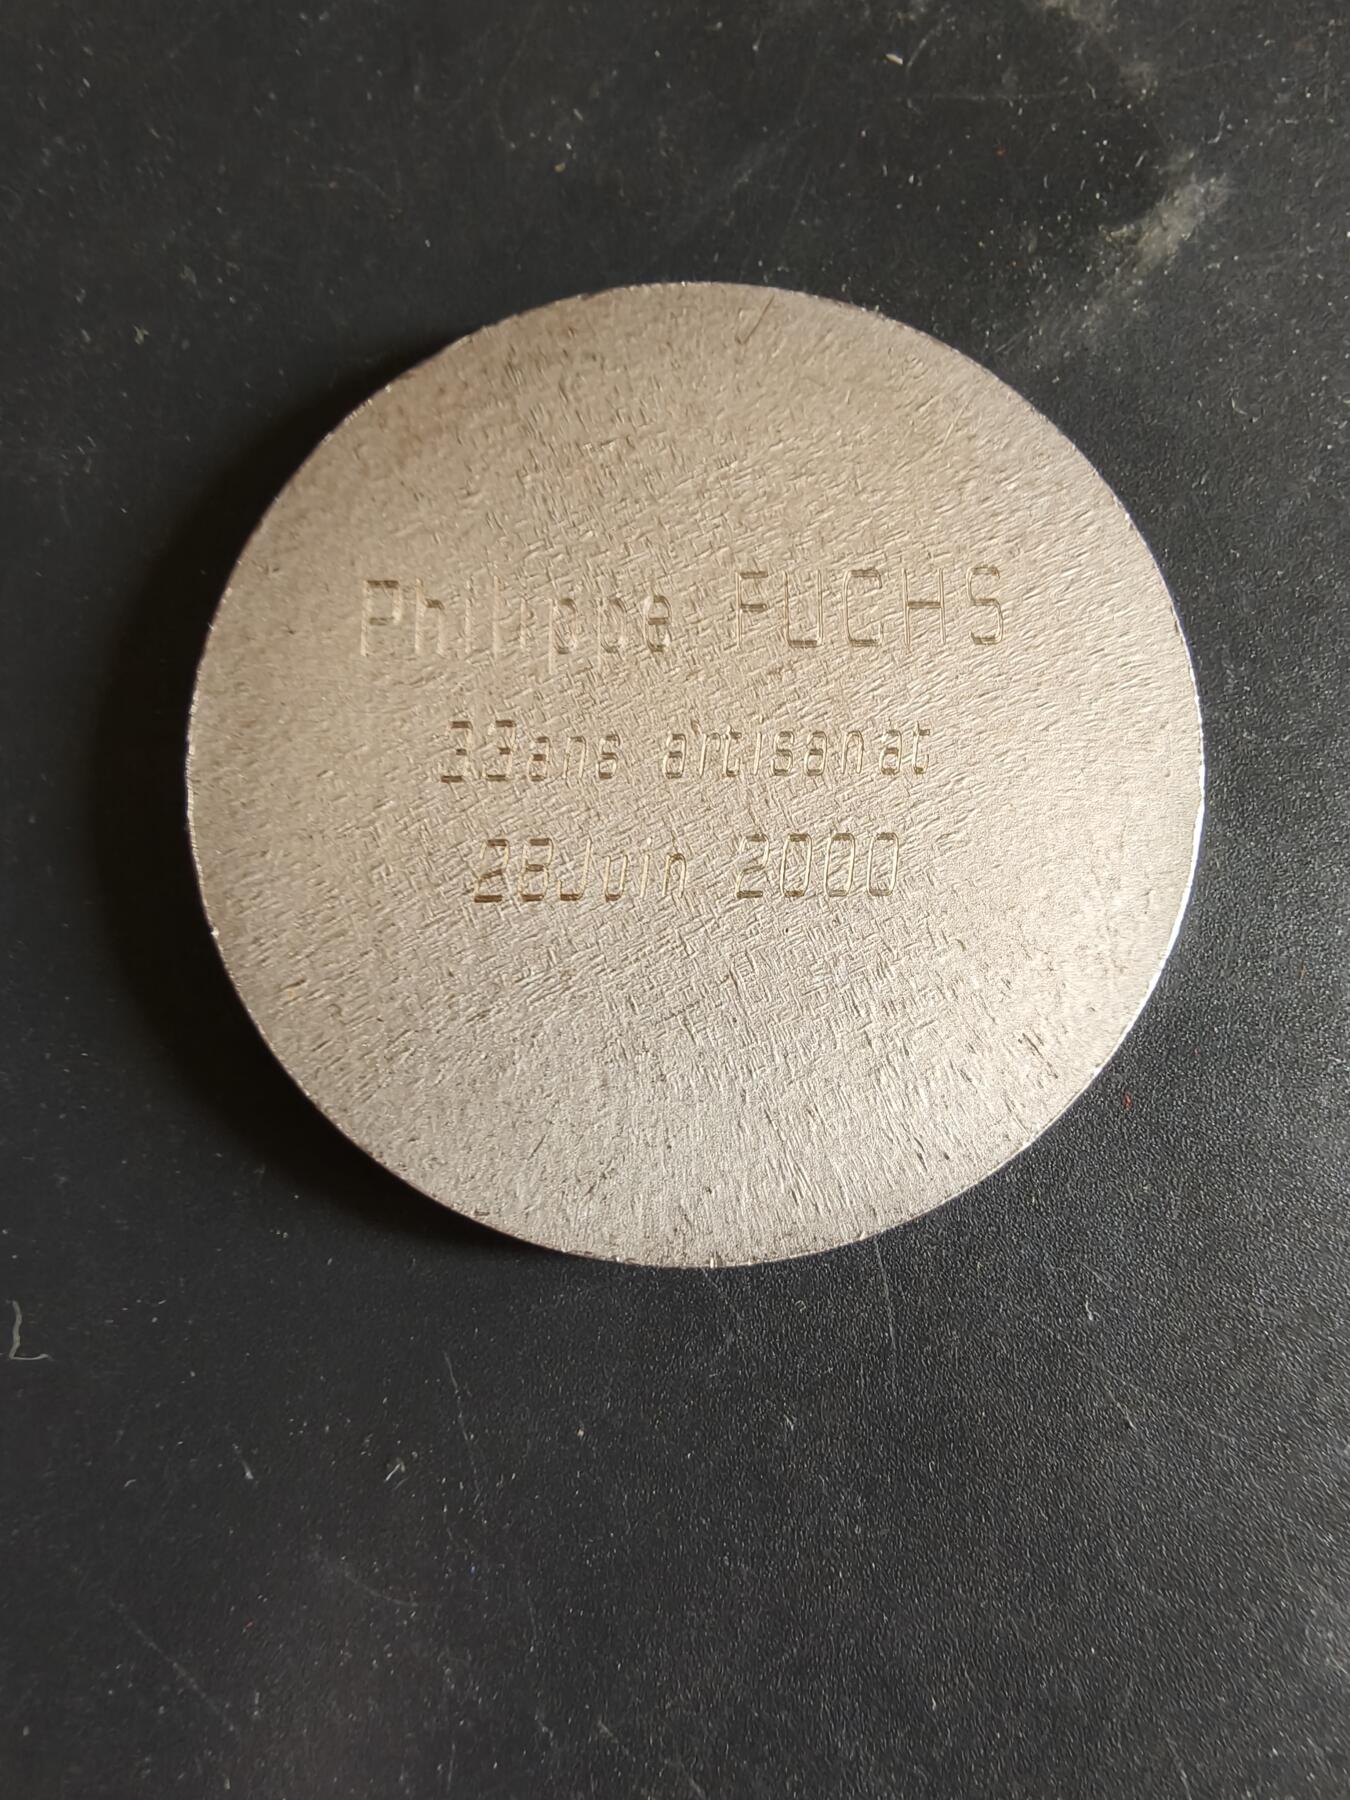 Philippe FUCHS
33ans artisanat
28Juin 2000